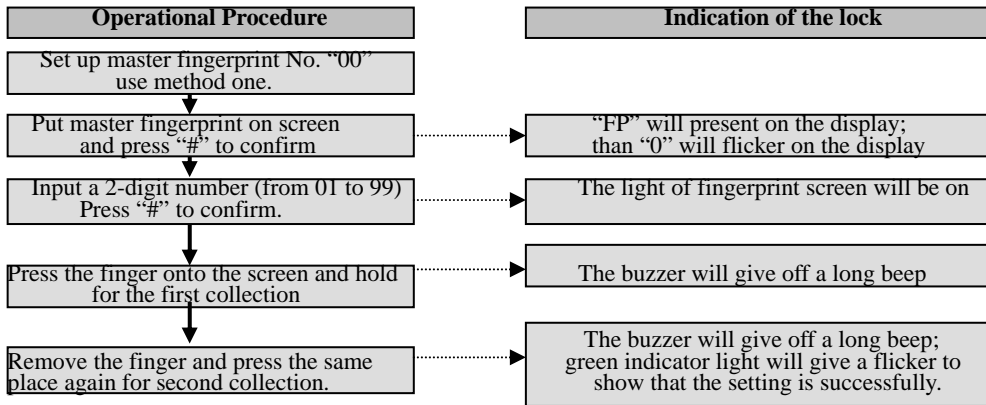 Operational Procedure
Indication of the lock
Set up master fingerprint No. “00”
use method one.
Put master fingerprint on screen
and press “#” to confirm
“FP” will present on the display;
than “0” will flicker on the display
Input a 2-digit number (from 01 to 99)
Press “#” to confirm.
The light of fingerprint screen will be on
Press the finger onto the screen and hold
for the first collection
The buzzer will give off a long beep
Remove the finger and press the same
place again for second collection.
The buzzer will give off a long beep;
green indicator light will give a flicker to
show that the setting is successfully.